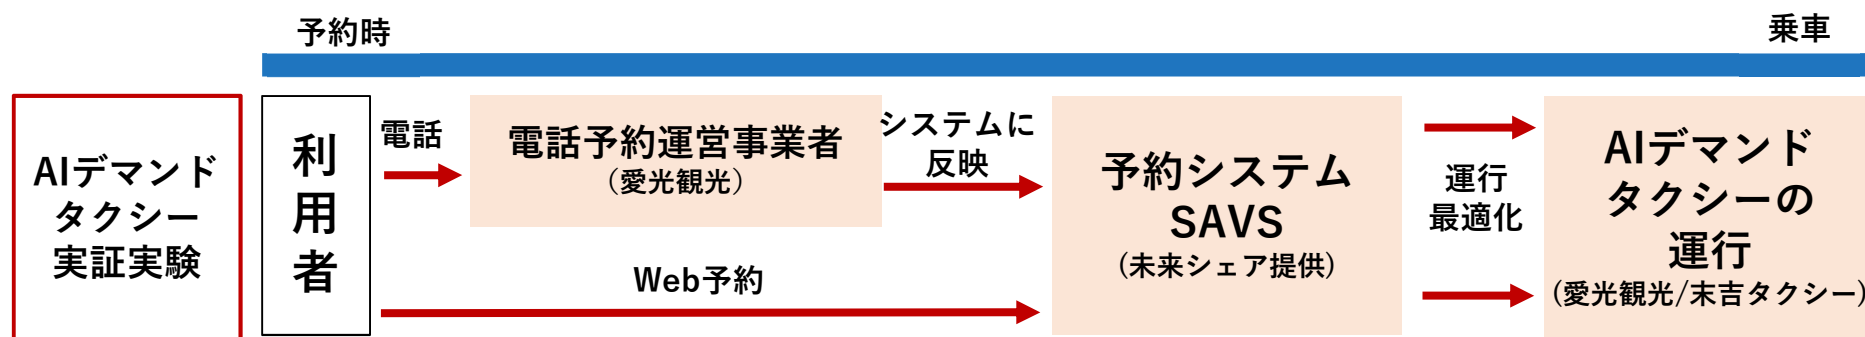 予約時
乗車
AIデマンド
タクシー
実証実験
利
用
者
電話
電話予約運営事業者
（愛光観光）
システムに
反映
Web予約
予約システム
SAVS
（未来シェア提供）
運行
最適化
AIデマンド
タクシーの
運行
（愛光観光/末吉タクシー）